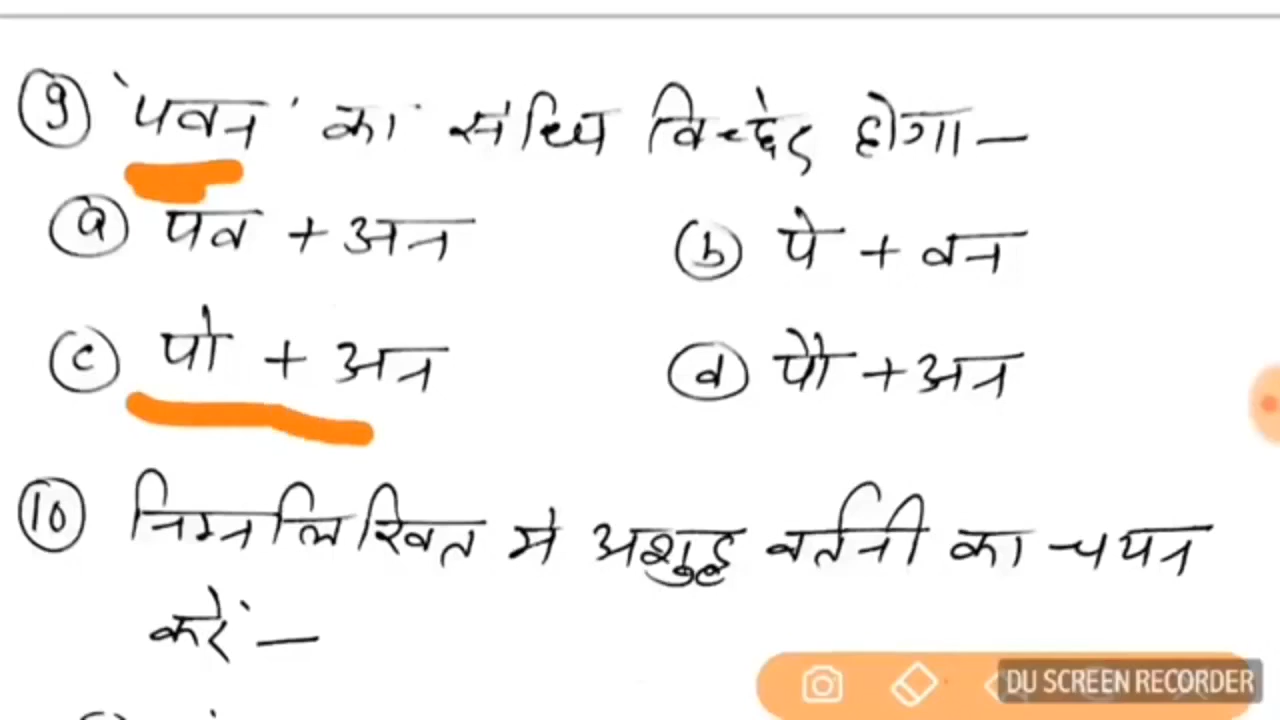 9 'पवन' का संधि विच्छेद होगा—
a पव + अन b पे + वन
c पो + अन d पौ + अन
10 निम्नलिखित में अशुद्ध वर्तनी का चयन
करें—
DU SCREEN RECORDER